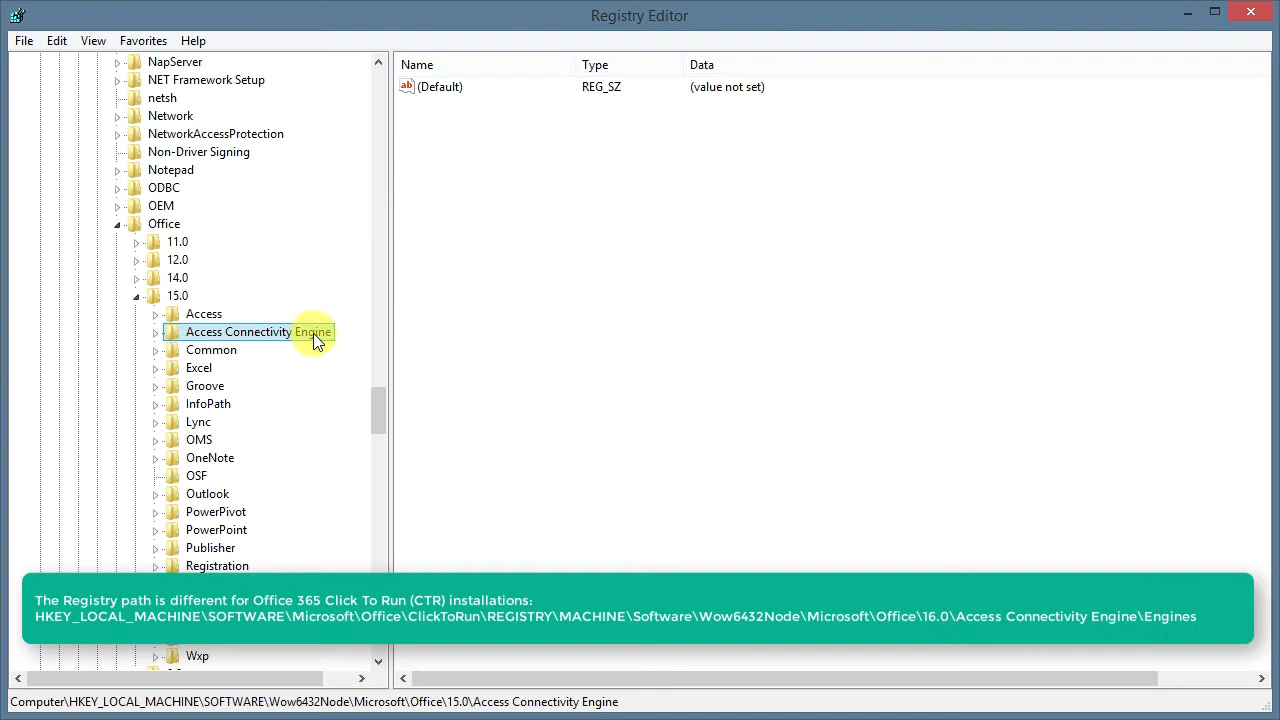 Registry Editor
File Edit View Favorites Help
NapServer
NET Framework Setup
netsh
Network
NetworkAccessProtection
Non-Driver Signing
Notepad
ODBC
OEM
Office
11.0
12.0
14.0
15.0
Access
Access Connectivity Engine
Common
Excel
Groove
InfoPath
Lync
OMS
OneNote
OSF
Outlook
PowerPivot
PowerPoint
Publisher
Registration
Wxp
Name Type Data
ab (Default) REG_SZ (value not set)
The Registry path is different for Office 365 Click To Run (CTR) installations:
HKEY_LOCAL_MACHINE\SOFTWARE\Microsoft\Office\ClickToRun\REGISTRY\MACHINE\Software\Wow6432Node\Microsoft\Office\16.0\Access Connectivity Engine\Engines
Computer\HKEY_LOCAL_MACHINE\SOFTWARE\Wow6432Node\Microsoft\Office\15.0\Access Connectivity Engine